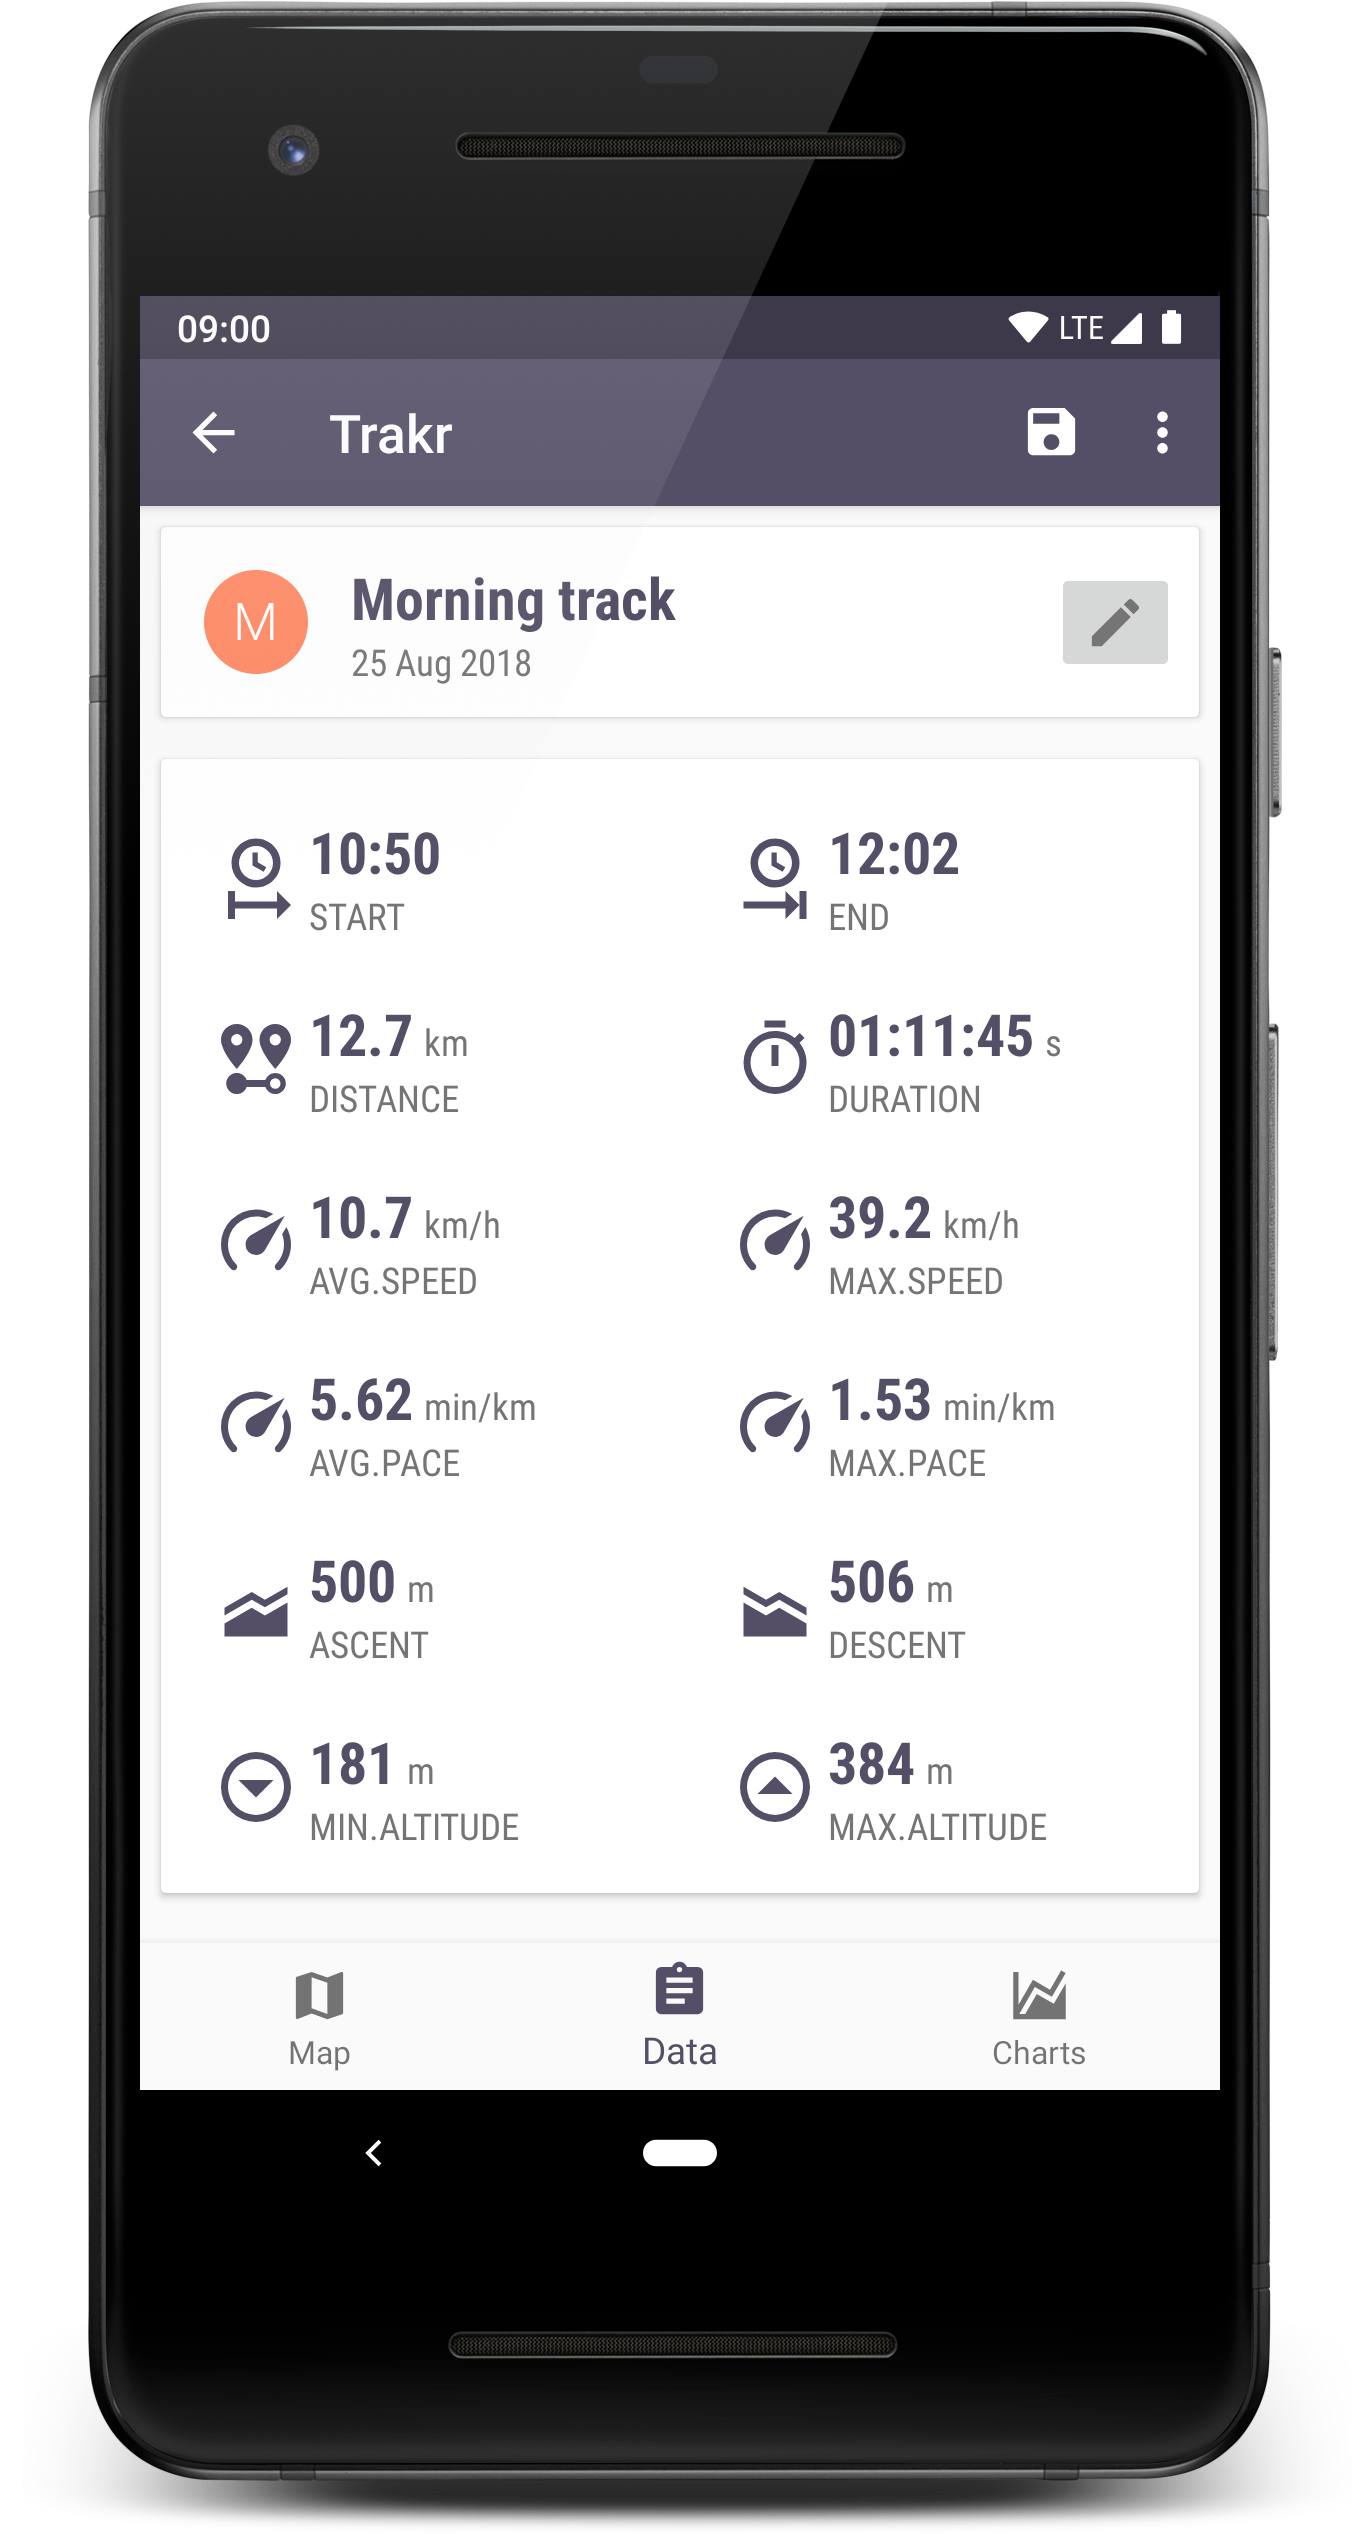 09:00 LTE
Trakr
M
Morning track
25 Aug 2018
10:50
START
12:02
END
12.7 km
DISTANCE
01:11:45 s
DURATION
10.7 km/h
AVG.SPEED
39.2 km/h
MAX.SPEED
5.62 min/km
AVG.PACE
1.53 min/km
MAX.PACE
500 m
ASCENT
506 m
DESCENT
181 m
MIN.ALTITUDE
384 m
MAX.ALTITUDE
Map
Data
Charts